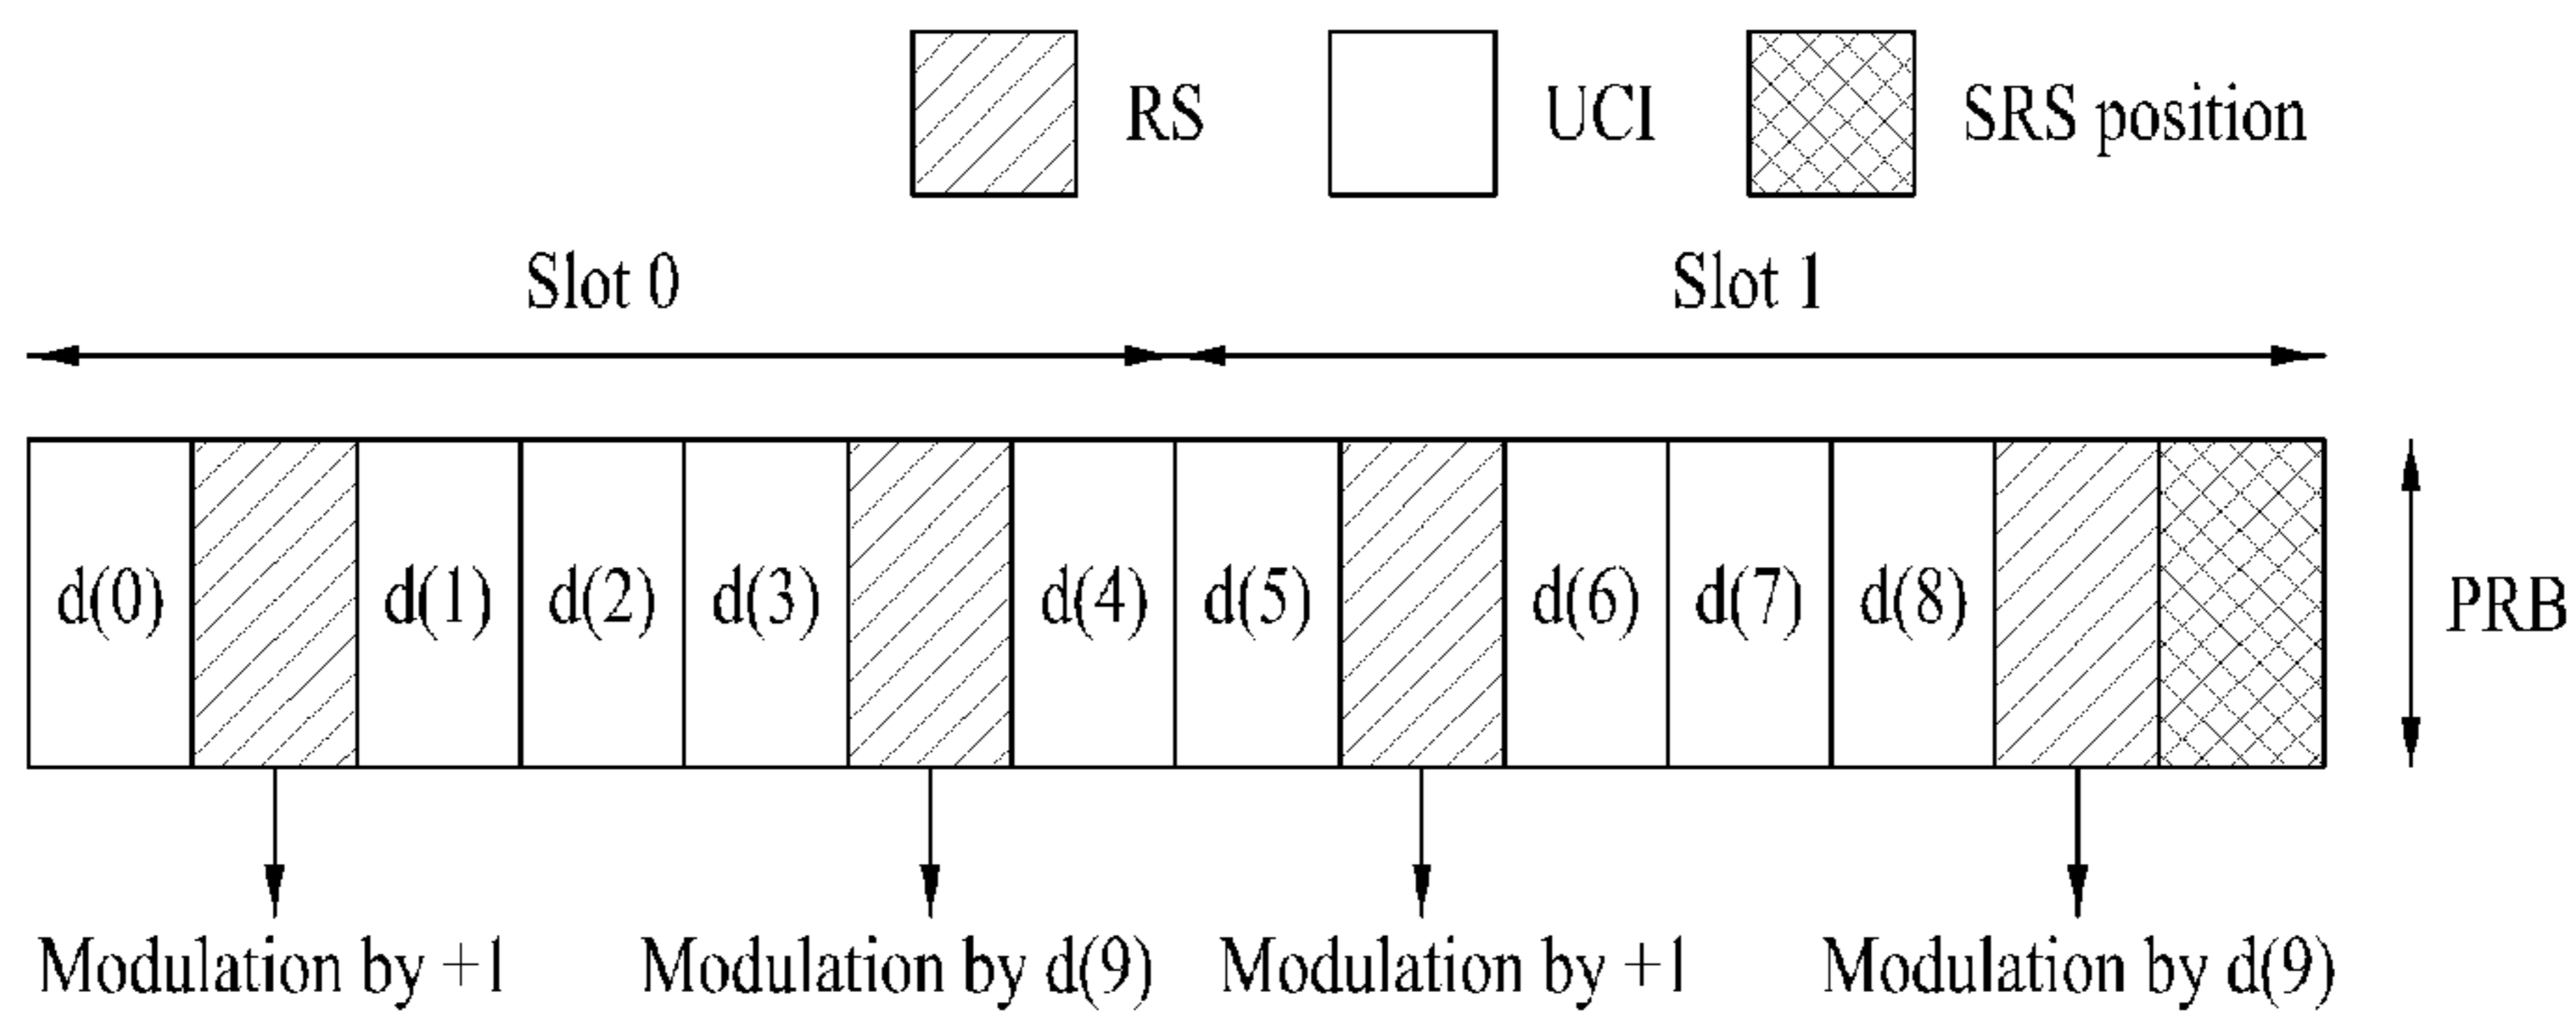 RS UCI SRS position
Slot 0 Slot 1
d(0) d(1) d(2) d(3) d(4) d(5) d(6) d(7) d(8) PRB
Modulation by +1 Modulation by d(9) Modulation by +1 Modulation by d(9)